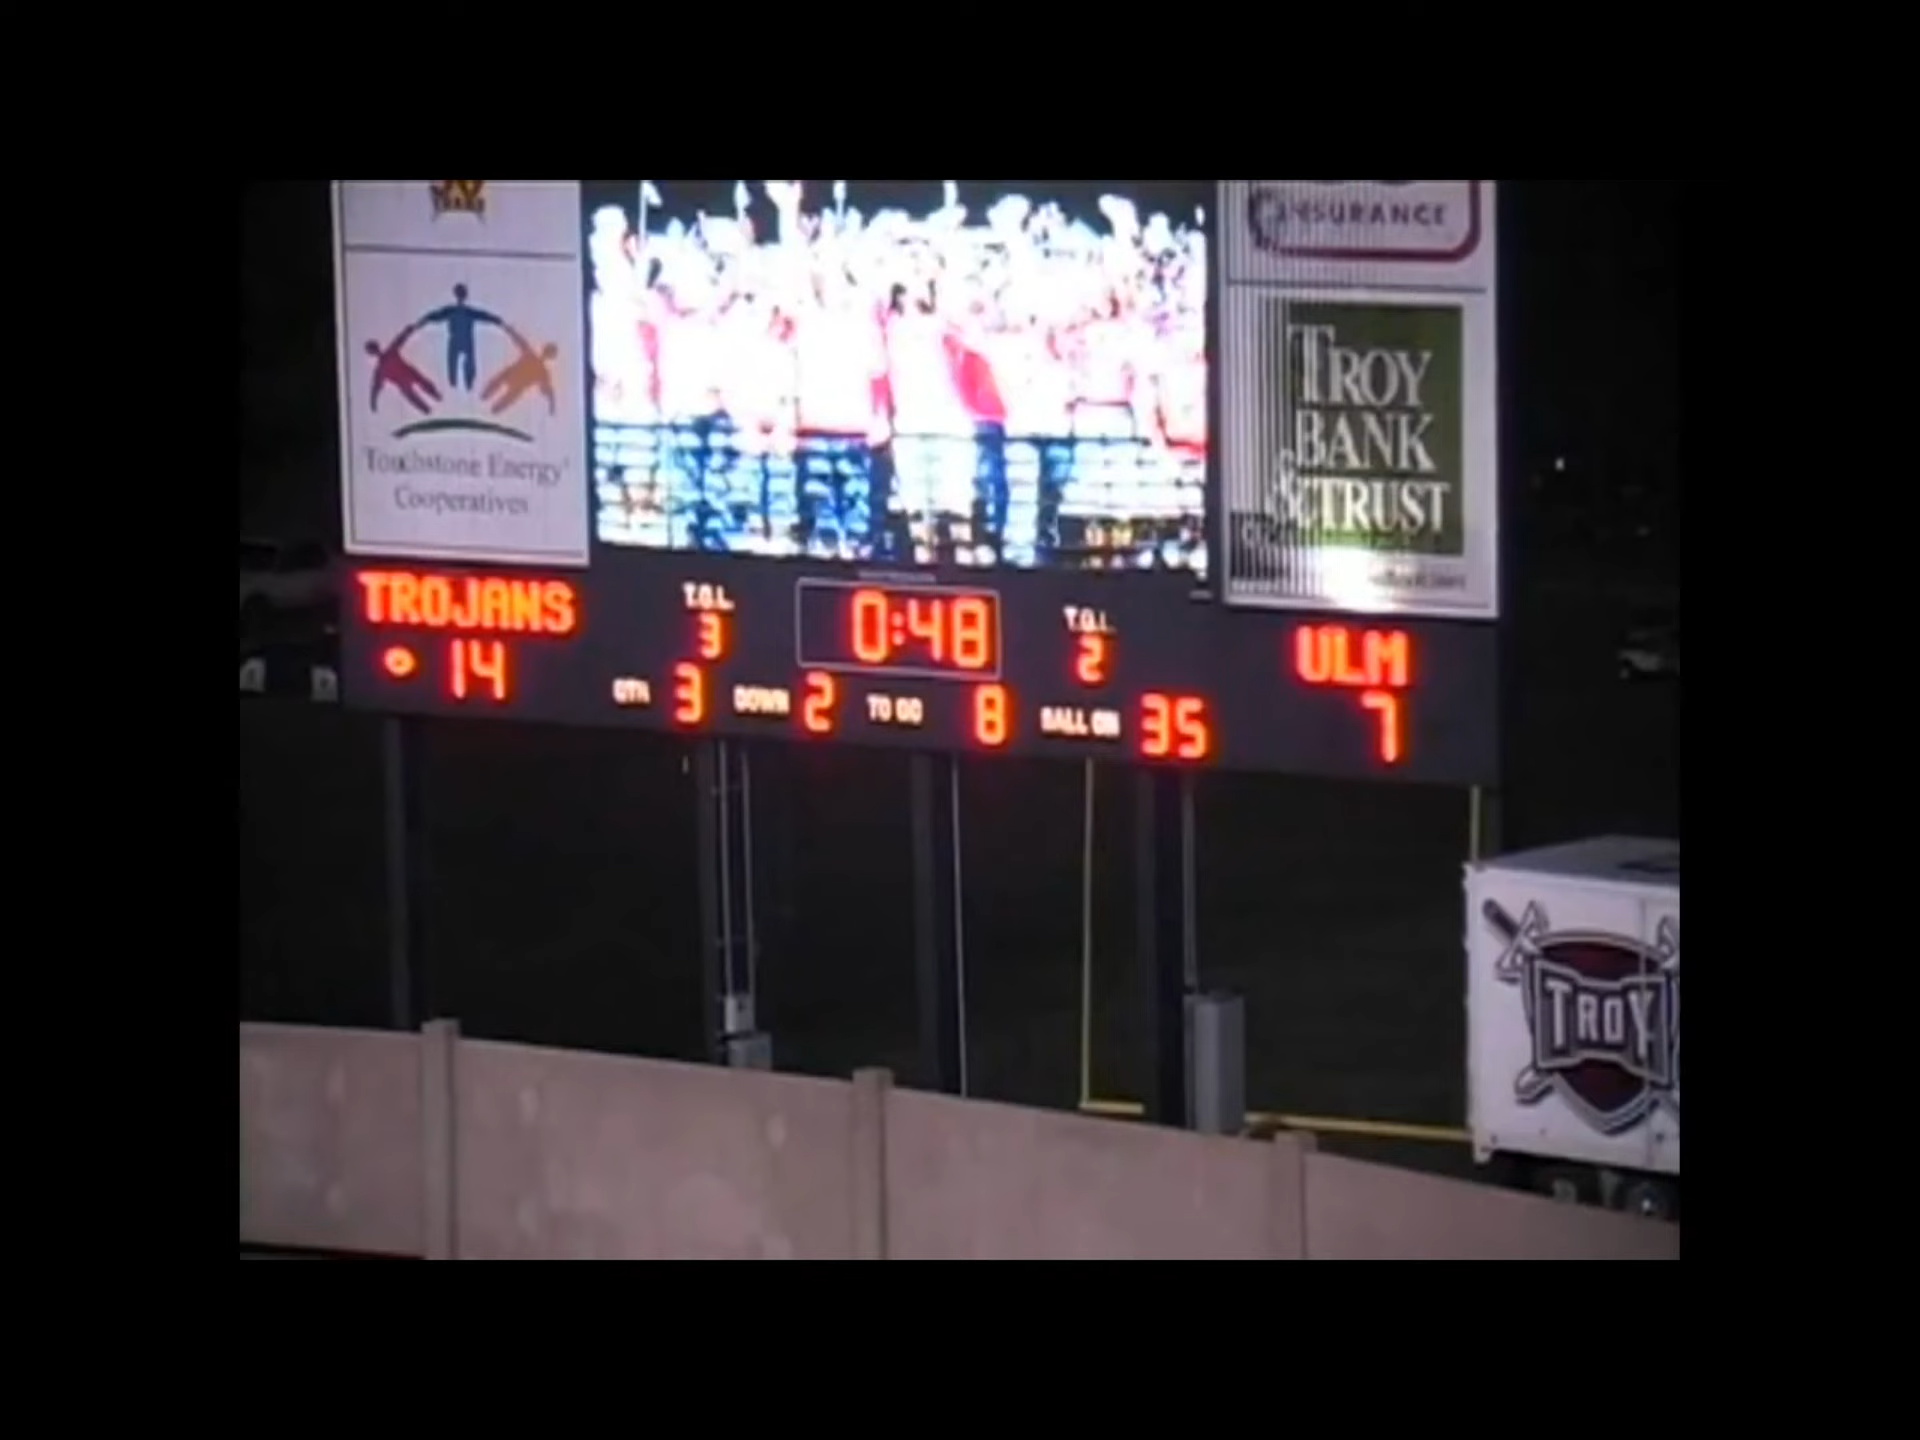 INSURANCE
Touchstone Energy
Cooperatives
TROY
BANK
& TRUST
TROJANS
14
T.O.L.
3
0:48
T.O.L.
2
ULM
7
QTR 3 DOWN 2 TO GO 8 BALL ON 35
TROY